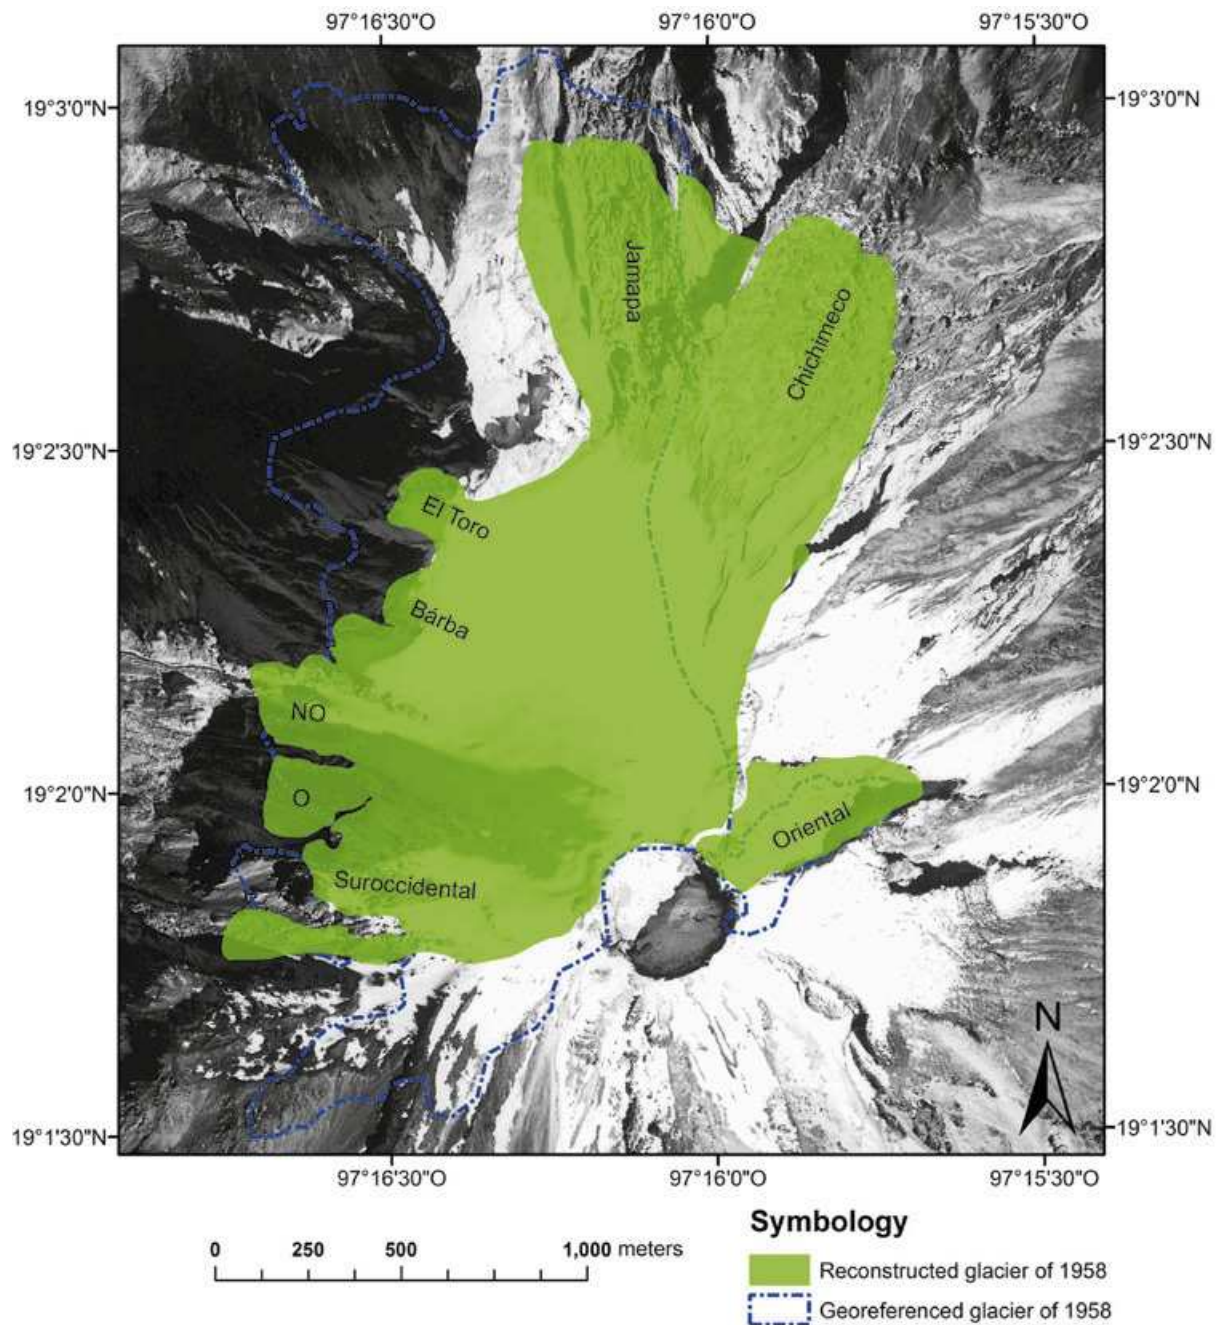 97°16'30"O 97°16'0"O 97°15'30"O
19°3'0"N 19°3'0"N
Jamapa
Chichimeco
19°2'30"N 19°2'30"N
El Toro
Bárba
NO
19°2'0"N 19°2'0"N
O
Oriental
Suroccidental
N
19°1'30"N 19°1'30"N
97°16'30"O 97°16'0"O 97°15'30"O
Symbology
0 250 500 1,000 meters
Reconstructed glacier of 1958
Georeferenced glacier of 1958